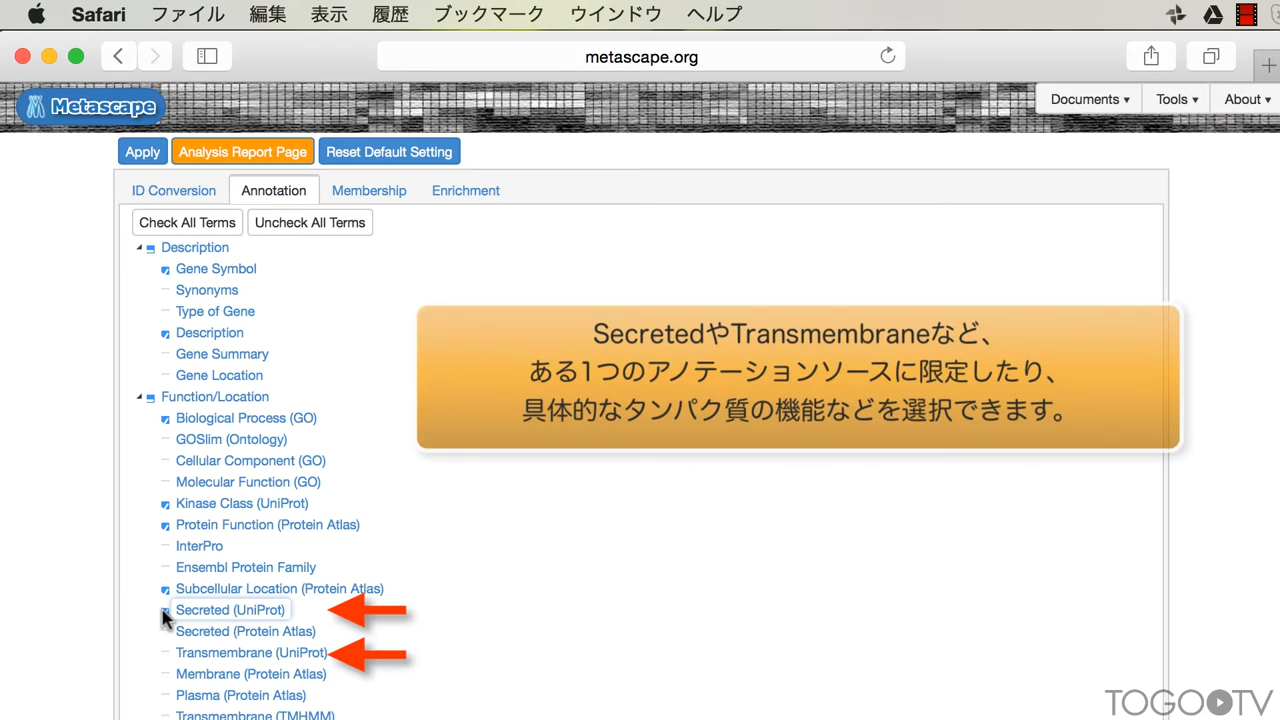 Safari ファイル 編集 表示 履歴 ブックマーク ウインドウ ヘルプ
metascape.org
Metascape
Documents Tools About
Apply Analysis Report Page Reset Default Setting
ID Conversion Annotation Membership Enrichment
Check All Terms Uncheck All Terms
Description
Gene Symbol
Synonyms
Type of Gene
Description
Gene Summary
Gene Location
Function/Location
Biological Process (GO)
GOSlim (Ontology)
Cellular Component (GO)
Molecular Function (GO)
Kinase Class (UniProt)
Protein Function (Protein Atlas)
InterPro
Ensembl Protein Family
Subcellular Location (Protein Atlas)
Secreted (UniProt)
Secreted (Protein Atlas)
Transmembrane (UniProt)
Membrane (Protein Atlas)
Plasma (Protein Atlas)
Transmembrane (TMHMM)
SecretedやTransmembraneなど、
ある1つのアノテーションソースに限定したり、
具体的なタンパク質の機能などを選択できます。
TOGO TV